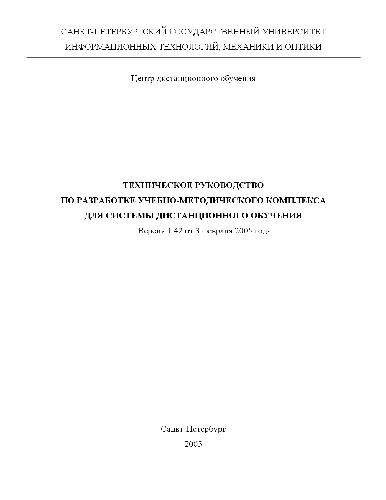 САНКТ-ПЕТЕРБУРГСКИЙ ГОСУДАРСТВЕННЫЙ УНИВЕРСИТЕТ
ИНФОРМАЦИОННЫХ ТЕХНОЛОГИЙ, МЕХАНИКИ И ОПТИКИ
Центр дистанционного обучения
ТЕХНИЧЕСКОЕ РУКОВОДСТВО
ПО РАЗРАБОТКЕ УЧЕБНО-МЕТОДИЧЕСКОГО КОМПЛЕКСА
ДЛЯ СИСТЕМЫ ДИСТАНЦИОННОГО ОБУЧЕНИЯ
Версия 1.42 от 3 февраля 2005 года
Санкт-Петербург
2005